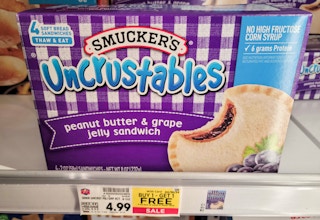 4 SOFT BREAD
SANDWICHES
THAW & EAT
SMUCKER'S
UNCRUSTABLES
NO HIGH FRUCTOSE
CORN SYRUP
✓ 6 grams Protein
peanut butter & grape
jelly sandwich
BUY 1 - GET 1
FREE
4.99
SALE